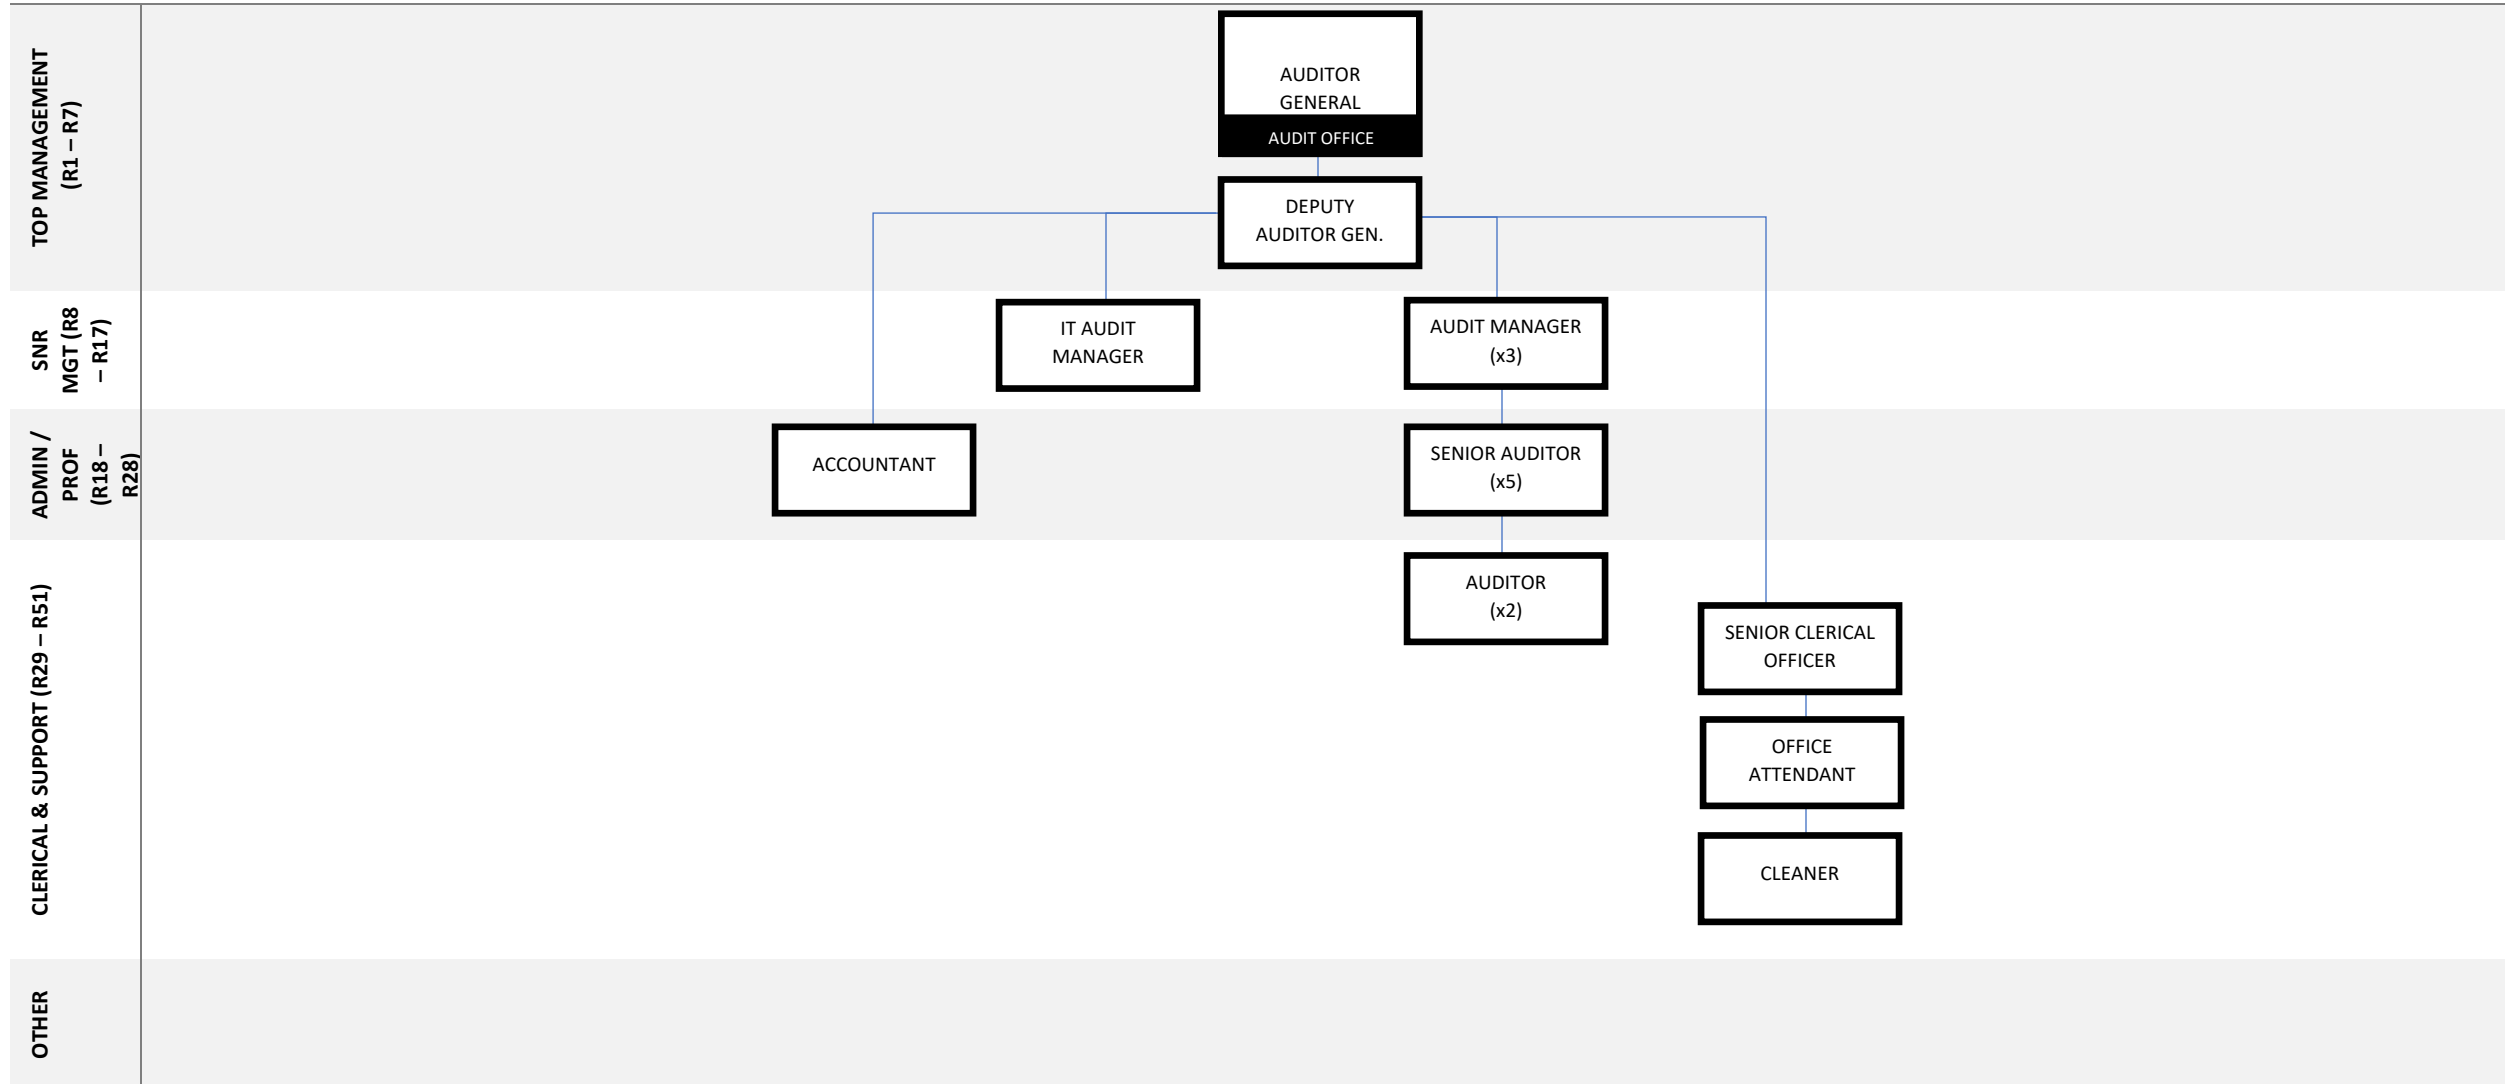 TOP MANAGEMENT
(R1 – R7)
AUDITOR
GENERAL
AUDIT OFFICE
DEPUTY
AUDITOR GEN.
SNR
MGT (R8
– R17)
IT AUDIT
MANAGER
AUDIT MANAGER
(x3)
ADMIN /
PROF
(R18 –
R28)
ACCOUNTANT
SENIOR AUDITOR
(x5)
CLERICAL & SUPPORT (R29 – R51)
AUDITOR
(x2)
SENIOR CLERICAL
OFFICER
OFFICE
ATTENDANT
CLEANER
OTHER